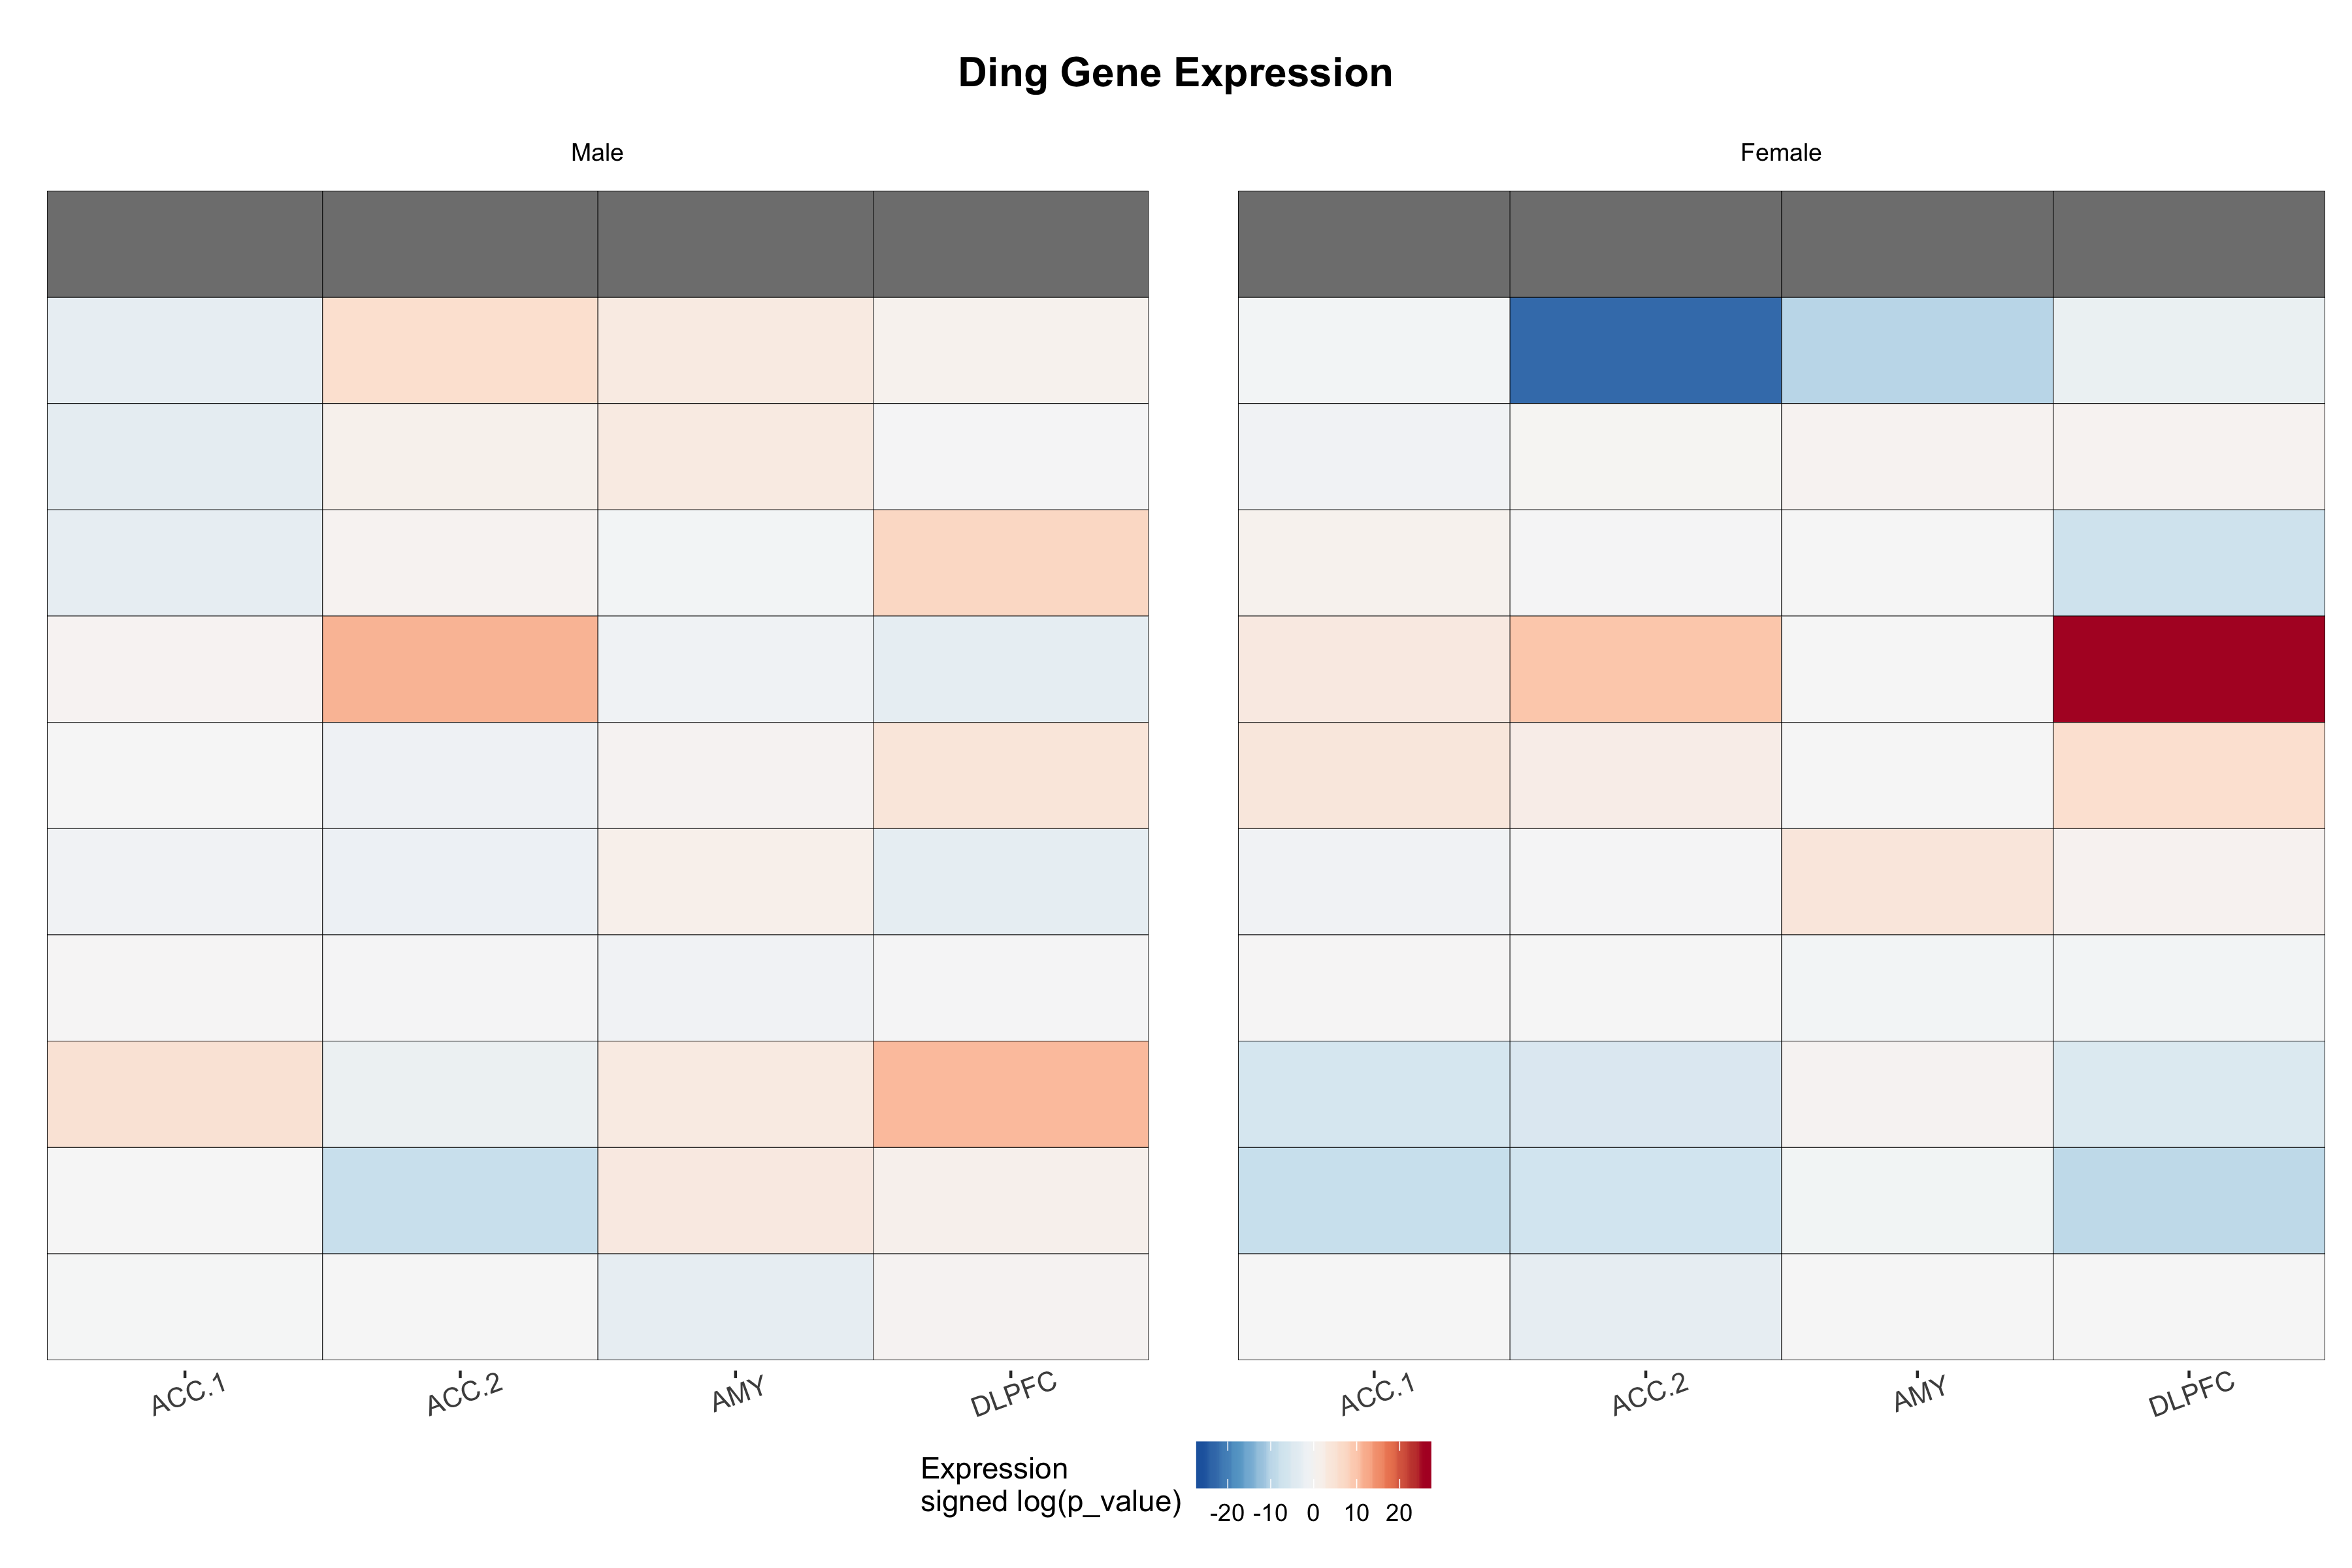 Ding Gene Expression
Male
Female
ACC.1 ACC.2 AMY DLPFC
ACC.1 ACC.2 AMY DLPFC
Expression
signed log(p_value)
-20 -10 0 10 20